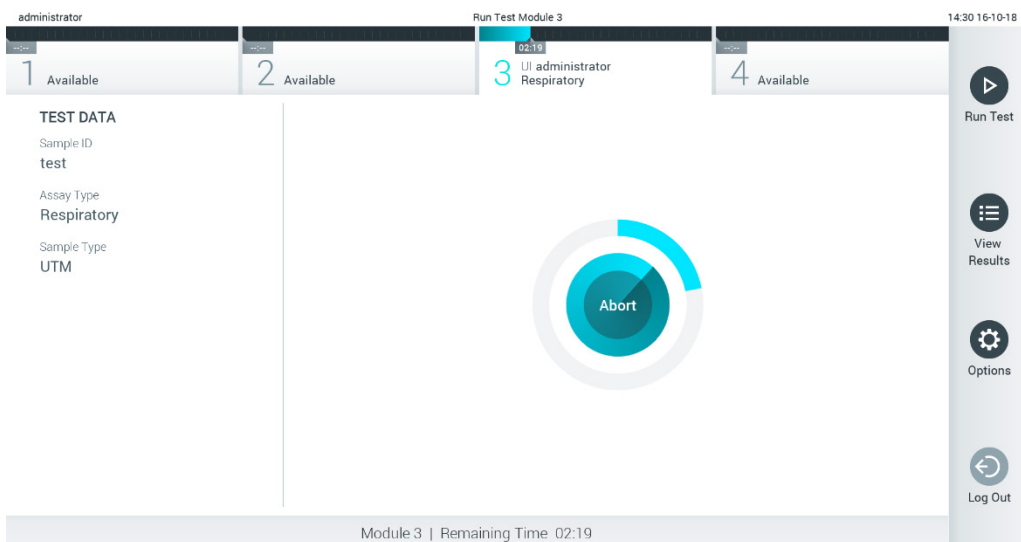 administrator
Run Test Module 3
14:30 16-10-18
--:--
--:--
02:19
--:--
1 Available
2 Available
3 UI administrator
Respiratory
4 Available
TEST DATA
Sample ID
test
Assay Type
Respiratory
Sample Type
UTM
Abort
Run Test
View
Results
Options
Log Out
Module 3 | Remaining Time 02:19